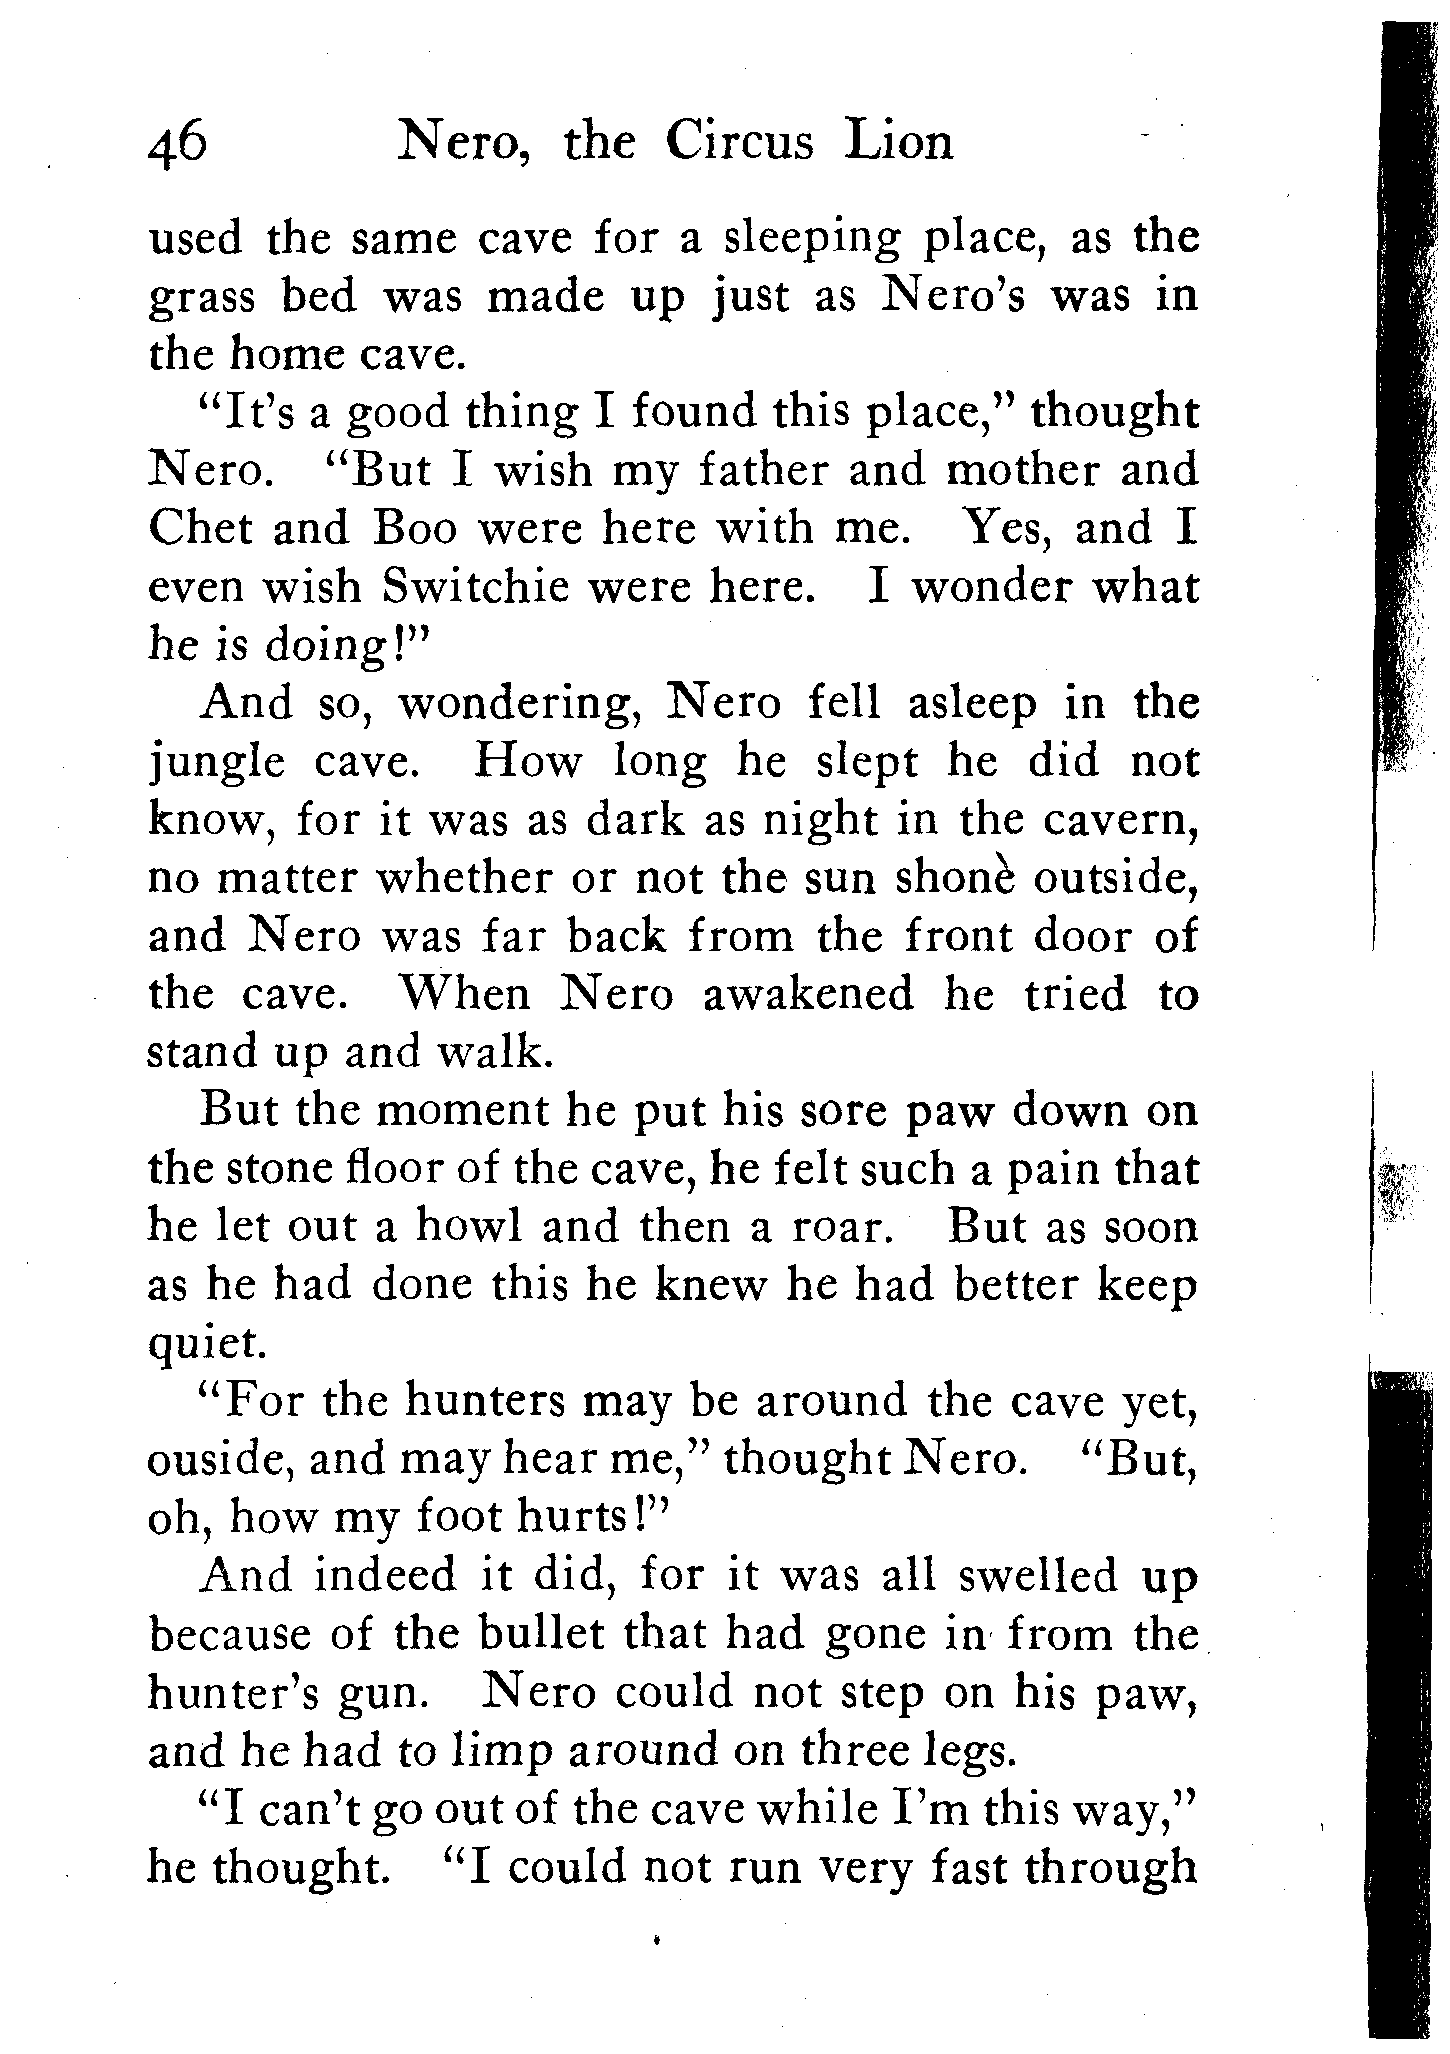 46 Nero, the Circus Lion
used the same cave for a sleeping place, as the
grass bed was made up just as Nero's was in
the home cave.
"It's a good thing I found this place," thought
Nero. "But I wish my father and mother and
Chet and Boo were here with me. Yes, and I
even wish Switchie were here. I wonder what
he is doing!"
And so, wondering, Nero fell asleep in the
jungle cave. How long he slept he did not
know, for it was as dark as night in the cavern,
no matter whether or not the sun shone outside,
and Nero was far back from the front door of
the cave. When Nero awakened he tried to
stand up and walk.
But the moment he put his sore paw down on
the stone floor of the cave, he felt such a pain that
he let out a howl and then a roar. But as soon
as he had done this he knew he had better keep
quiet.
"For the hunters may be around the cave yet,
ouside, and may hear me," thought Nero. "But,
oh, how my foot hurts!"
And indeed it did, for it was all swelled up
because of the bullet that had gone in from the
hunter's gun. Nero could not step on his paw,
and he had to limp around on three legs.
"I can't go out of the cave while I'm this way,"
he thought. "I could not run very fast through